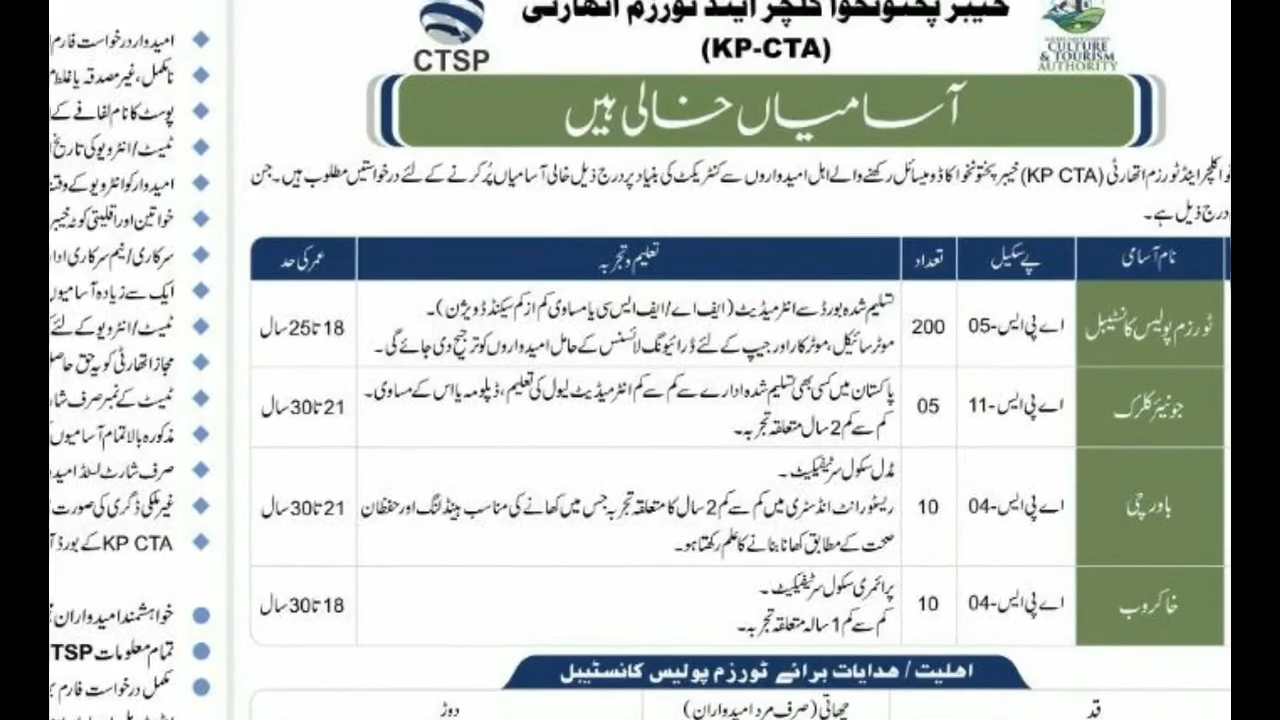 خیبر پختونخوا کلچر اینڈ ٹورزم اتھارٹی
(KP-CTA)
CTSP
CULTURE
& TOURISM
AUTHORITY
آسامیاں خالی ہیں
کلچر اینڈ ٹورزم اتھارٹی (KP CTA) خیبر پختونخوا کا ڈومیسائل رکھنے والے اہل امیدواروں سے کنٹریکٹ کی بنیاد پر درج ذیل خالی آسامیاں پُر کرنے کے لئے درخواستیں مطلوب ہیں۔ جن
درج ذیل ہے۔
نام آسامی پے سکیل تعداد تعلیم و تجربہ عمر کی حد
ٹورزم پولیس کانسٹیبل اے پی ایس-05 200 تسلیم شدہ بورڈ سے انٹرمیڈیٹ (ایف اے/ایف ایس سی یا مساوی کم از کم سیکنڈ ڈویژن)۔ 18 تا 25 سال
موٹر سائیکل، موٹر کار اور جیپ کے لئے ڈرائیونگ لائسنس کے حامل امیدواروں کو ترجیح دی جائے گی۔
جونیئر کلرک اے پی ایس-11 05 پاکستان میں کسی بھی تسلیم شدہ ادارے سے کم سے کم انٹرمیڈیٹ لیول کی تعلیم، ڈپلومہ یا اس کے مساوی۔ 21 تا 30 سال
کم سے کم 2 سال متعلقہ تجربہ۔
باورچی اے پی ایس-04 10 مڈل سکول سرٹیفیکیٹ۔ 21 تا 30 سال
ریسٹورانٹ انڈسٹری میں کم سے کم 2 سال کا متعلقہ تجربہ جس میں کھانے کی مناسب ہینڈلنگ اور حفظان
صحت کے مطابق کھانا بنانے کا علم رکھتا ہو۔
خاکروب اے پی ایس-04 10 پرائمری سکول سرٹیفیکیٹ۔ 18 تا 30 سال
کم سے کم 1 سالہ متعلقہ تجربہ۔
اھلیت / ھدایات برائے ٹورزم پولیس کانسٹیبل
قد چھاتی (صرف مرد امیدواران) دوڑ
امیدوار درخواست فارم
نامکمل، غیر مصدقہ یا غلط
پوسٹ کا نام لفافے کے
ٹیسٹ/انٹرویو کی تاریخ
امیدوار کو انٹرویو کے وقت
خواتین اور اقلیتی کوٹہ خیبر
سرکاری/نیم سرکاری
ایک سے زیادہ آسامیوں
ٹیسٹ/انٹرویو کے لئے
مجاز اتھارٹی کو یہ حق
ٹیسٹ کے نمبر صرف
مذکورہ بالا تمام آسامیوں
صرف شارٹ لسٹڈ
غیر ملکی ڈگری کی صورت
KP CTA کے بورڈ
خواہشمند امیدواران
تمام معلومات TSP
مکمل درخواست فارم